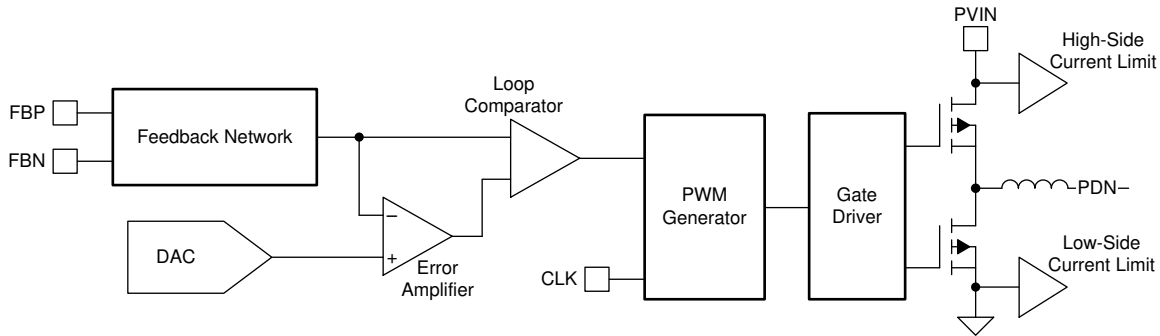 PVIN
High-Side
Current Limit
Loop
Comparator
FBP
Feedback Network
FBN
PWM
Generator
Gate
Driver
PDN
DAC
−
+
Error
Amplifier
CLK
Low-Side
Current Limit